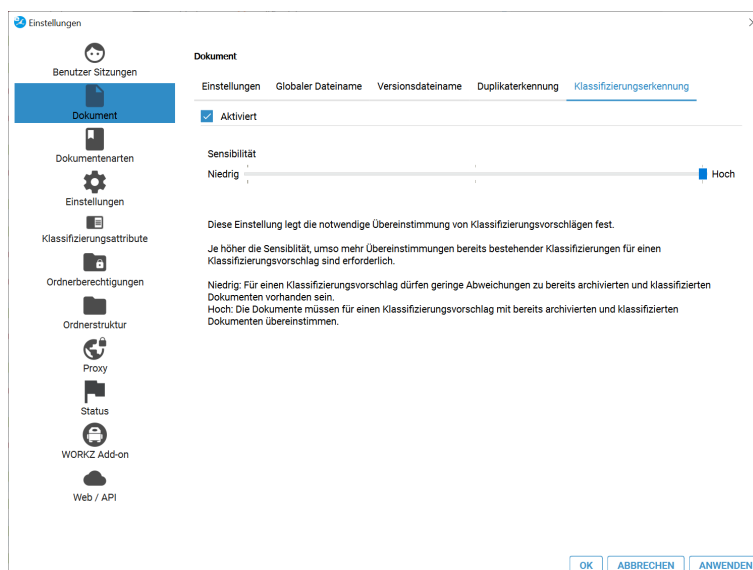 Einstellungen
Benutzer Sitzungen
Dokument
Dokumentenarten
Einstellungen
Klassifizierungsattribute
Ordnerberechtigungen
Ordnerstruktur
Proxy
Status
WORKZ Add-on
Web / API
Dokument
Einstellungen Globaler Dateiname Versionsdateiname Duplikaterkennung Klassifizierungserkennung
Aktiviert
Sensibilität
Niedrig Hoch
Diese Einstellung legt die notwendige Übereinstimmung von Klassifizierungsvorschlägen fest.
Je höher die Sensiblität, umso mehr Übereinstimmungen bereits bestehender Klassifizierungen für einen
Klassifizierungsvorschlag sind erforderlich.
Niedrig: Für einen Klassifizierungsvorschlag dürfen geringe Abweichungen zu bereits archivierten und klassifizierten
Dokumenten vorhanden sein.
Hoch: Die Dokumente müssen für einen Klassifizierungsvorschlag mit bereits archivierten und klassifizierten
Dokumenten übereinstimmen.
OK ABBRECHEN ANWENDEN